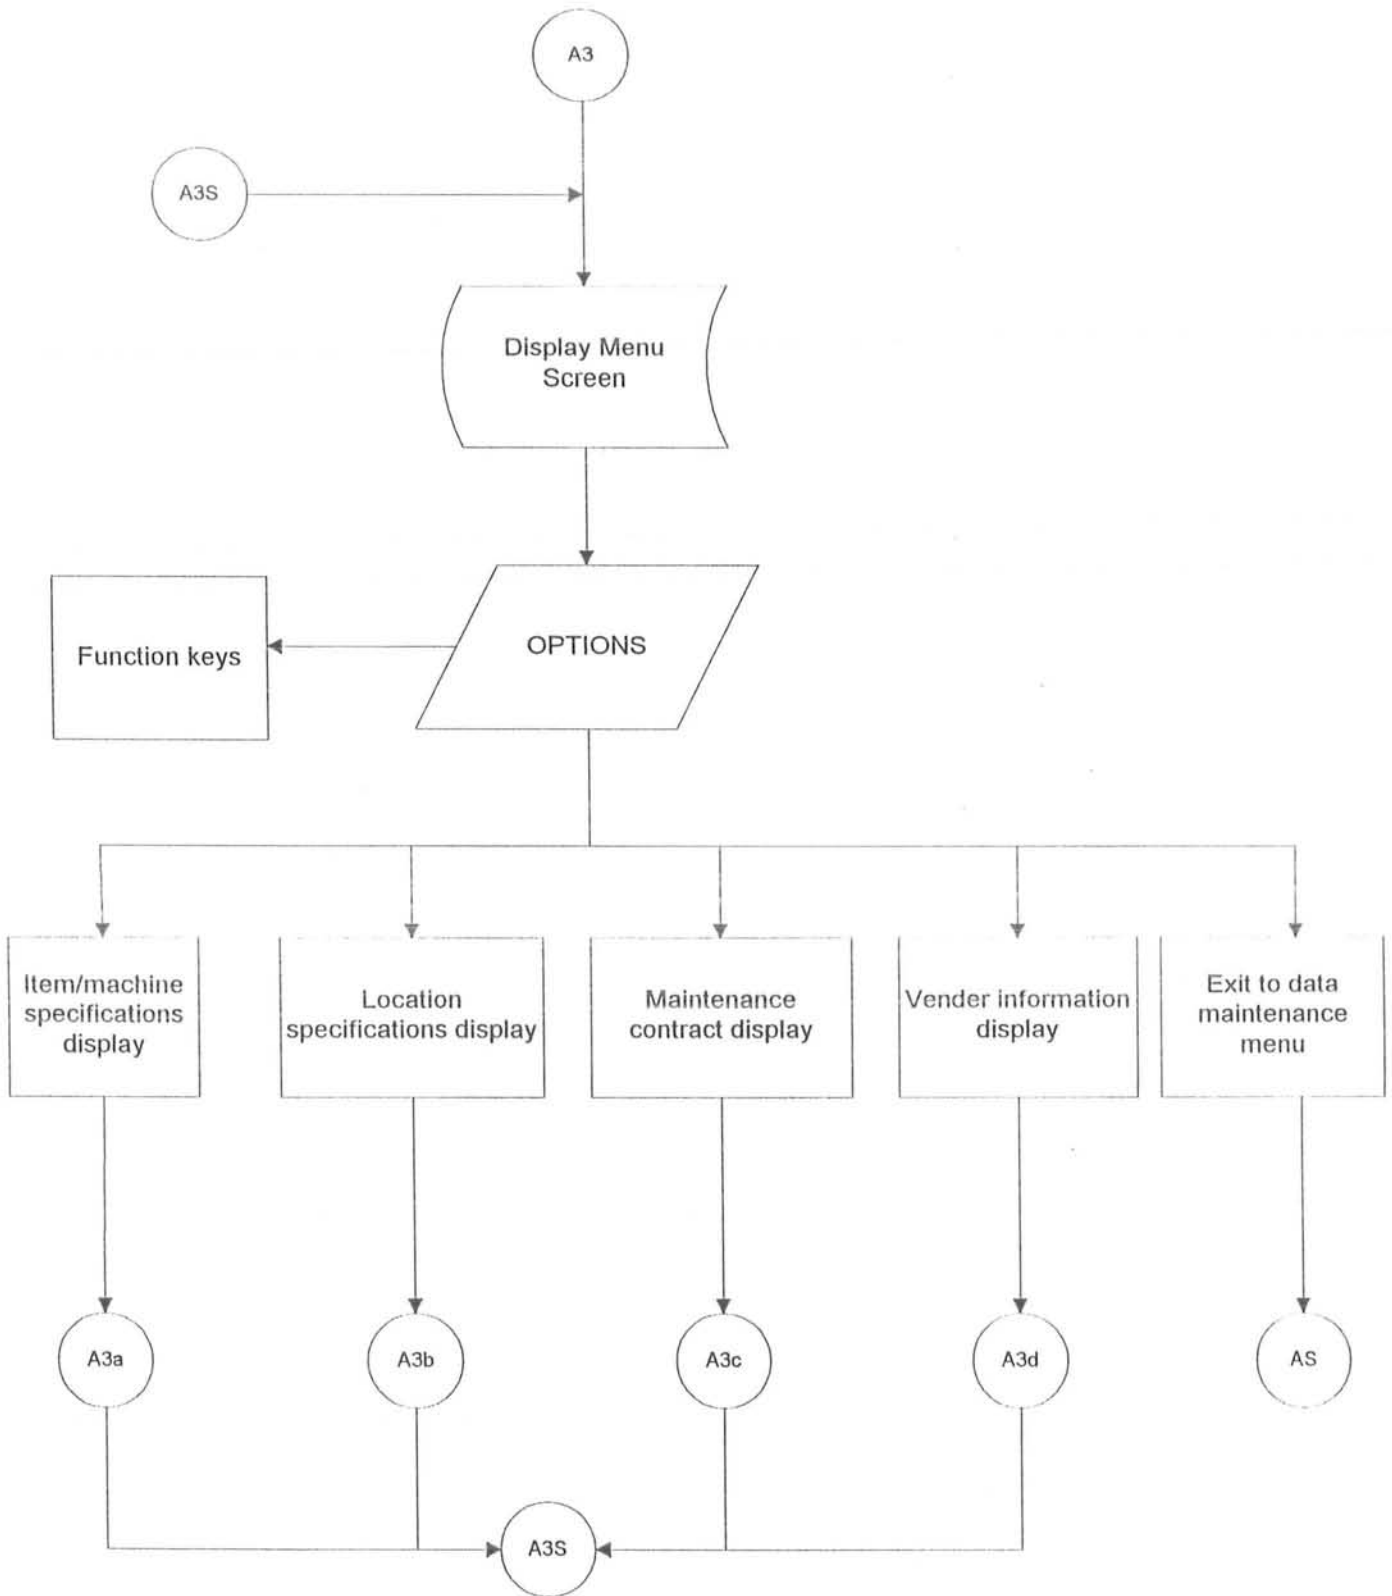 A3
A3S
Display Menu
Screen
OPTIONS
Function keys
Item/machine
specifications
display
Location
specifications display
Maintenance
contract display
Vender information
display
Exit to data
maintenance
menu
A3a
A3b
A3c
A3d
AS
A3S